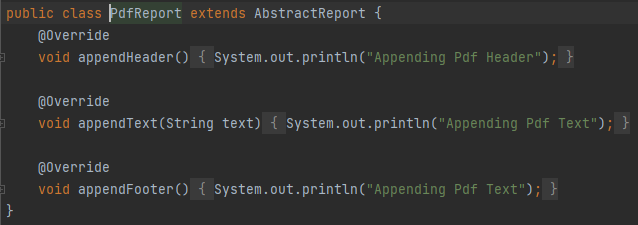 public class PdfReport extends AbstractReport {
@Override
void appendHeader() { System.out.println("Appending Pdf Header"); }
@Override
void appendText(String text) { System.out.println("Appending Pdf Text"); }
@Override
void appendFooter() { System.out.println("Appending Pdf Text"); }
}